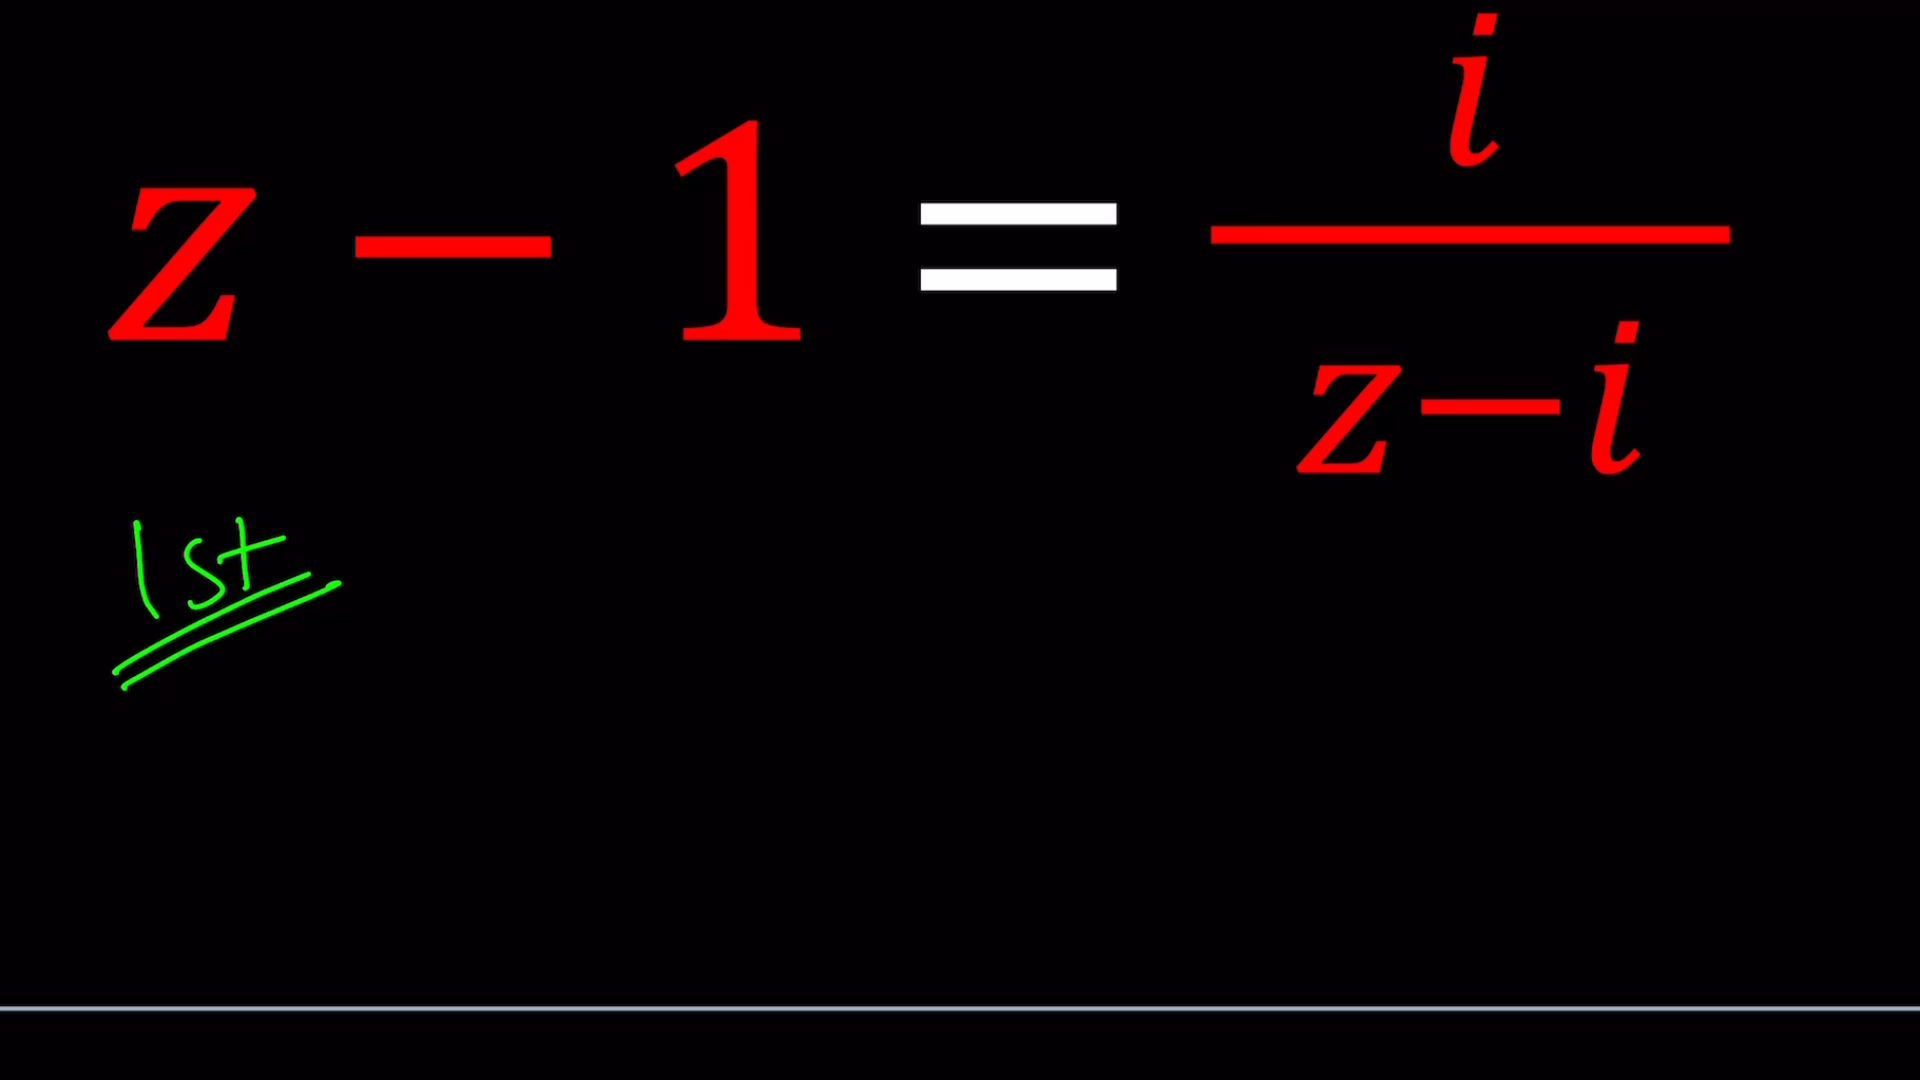 z − 1 = i / z−i
1st